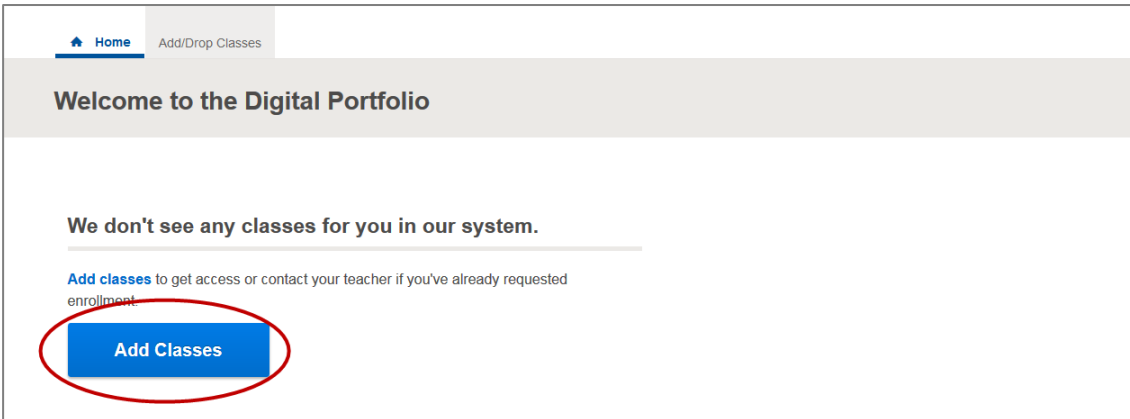 Home Add/Drop Classes
Welcome to the Digital Portfolio
We don't see any classes for you in our system.
Add classes to get access or contact your teacher if you've already requested
enrollment.
Add Classes